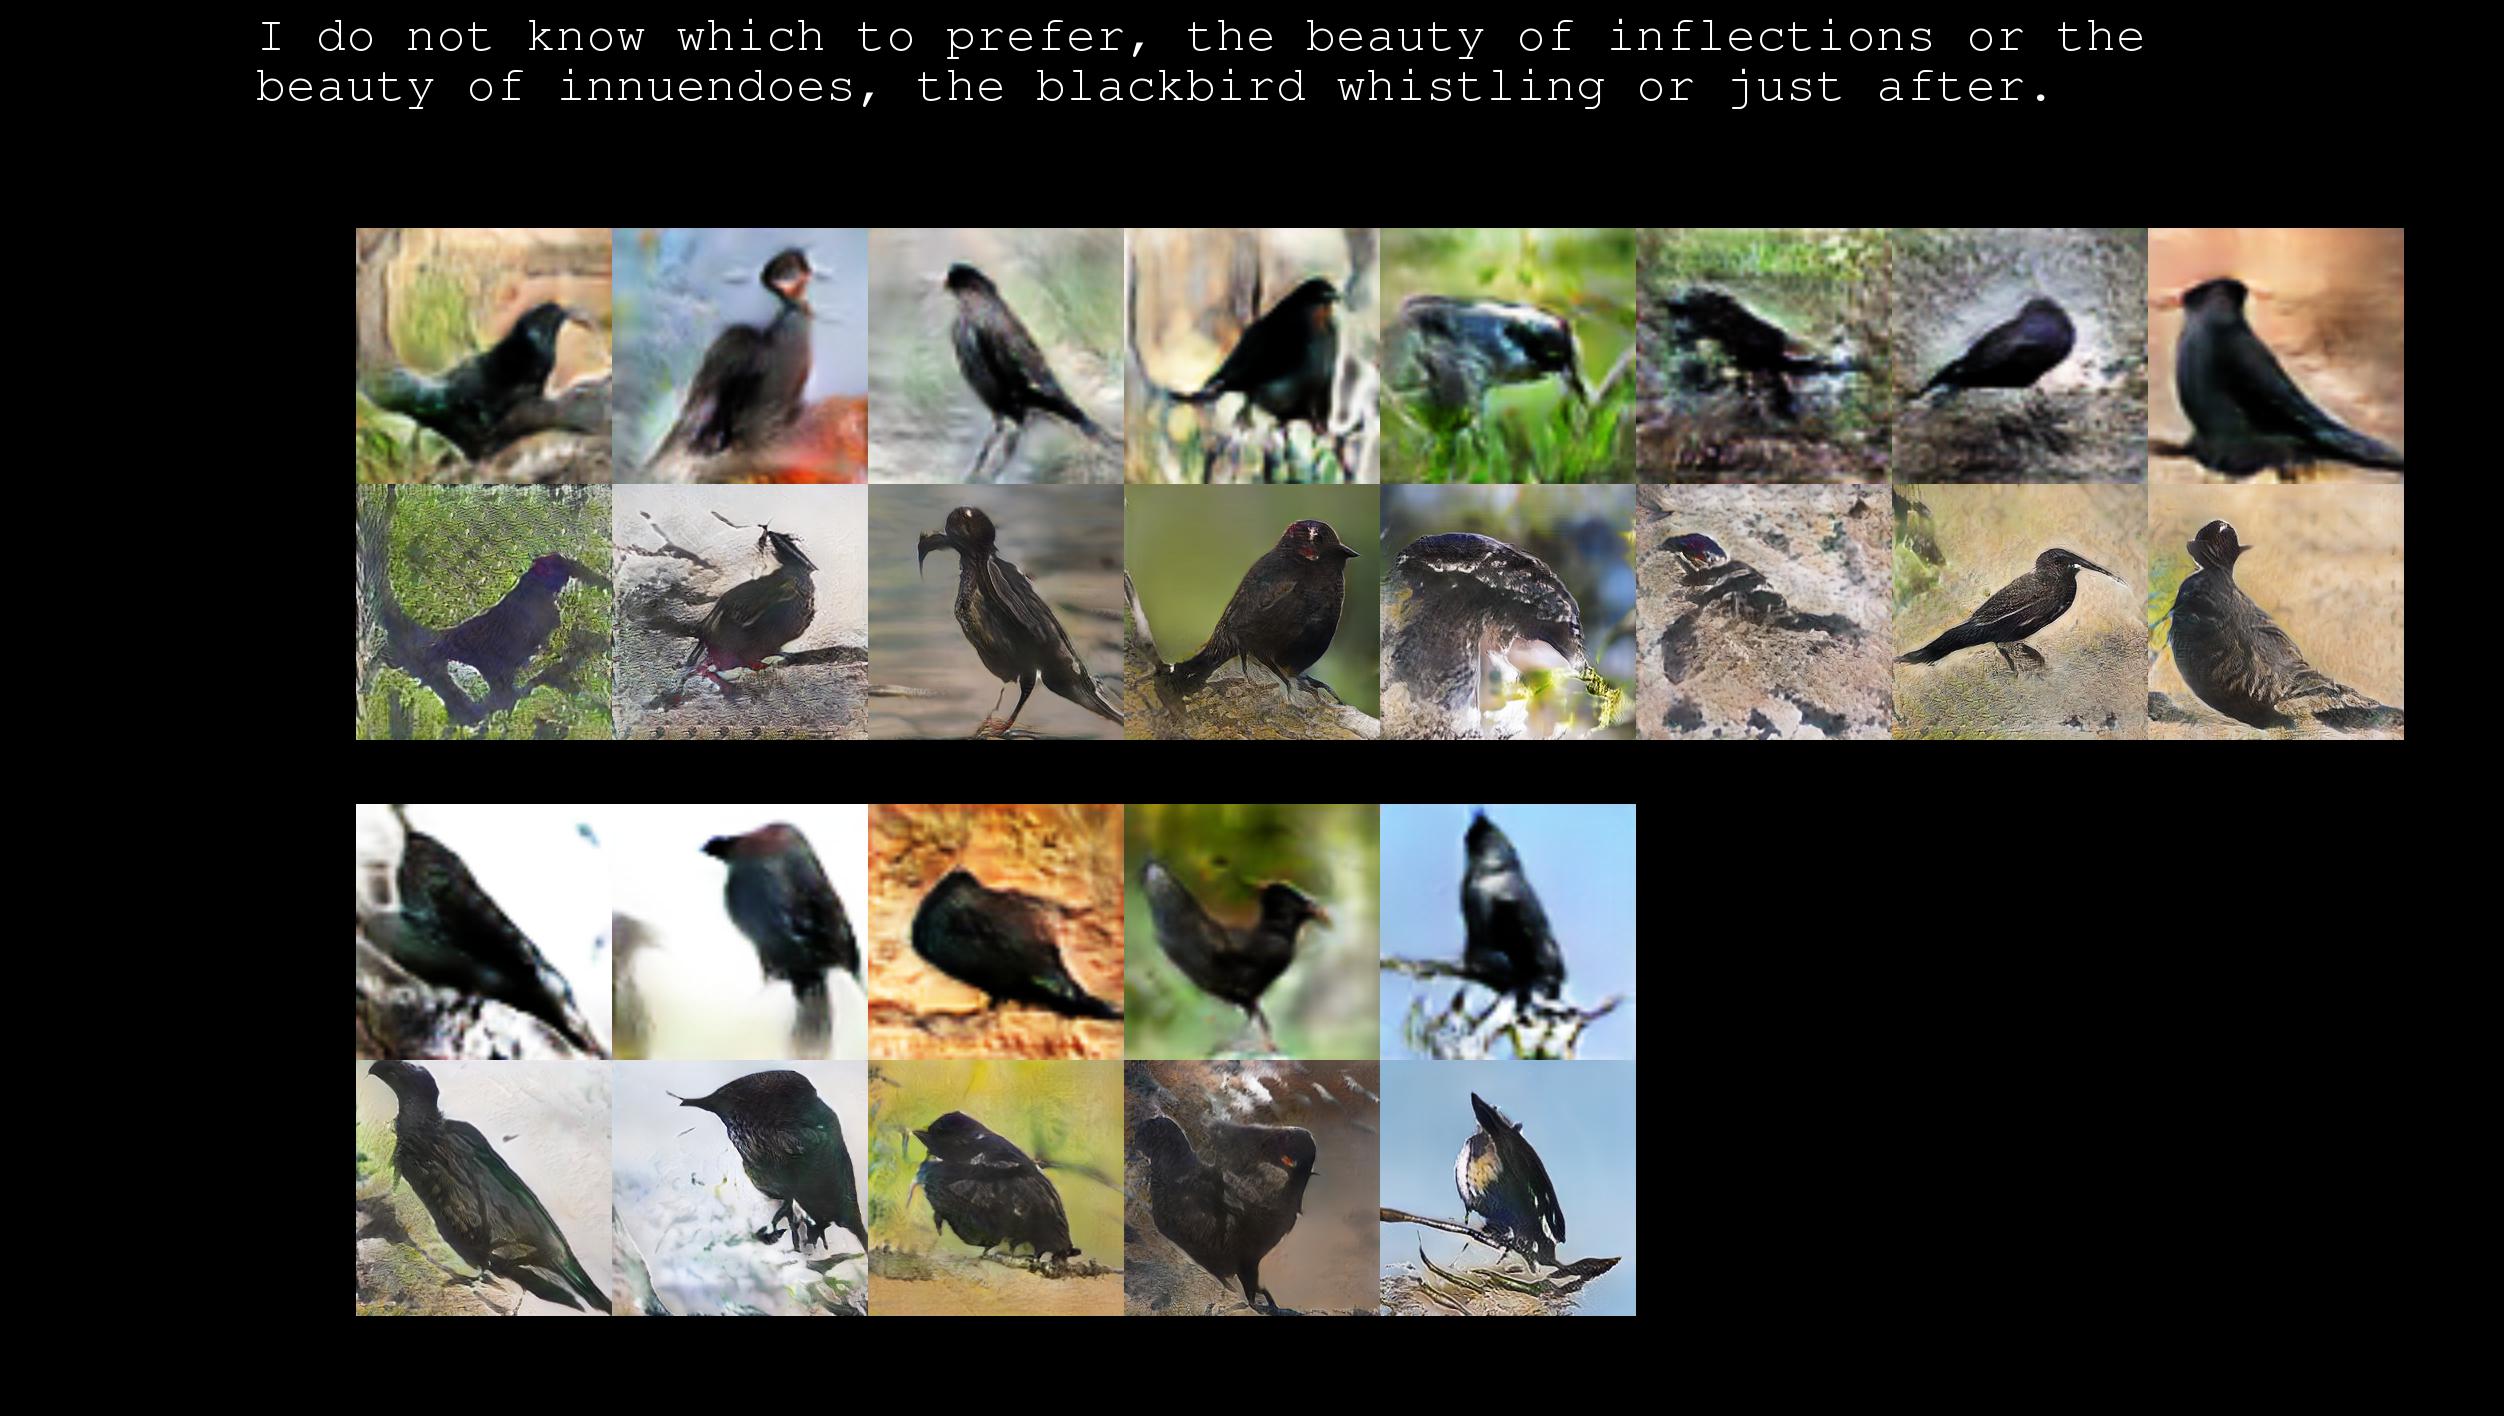 I do not know which to prefer, the beauty of inflections or the
beauty of innuendoes, the blackbird whistling or just after.